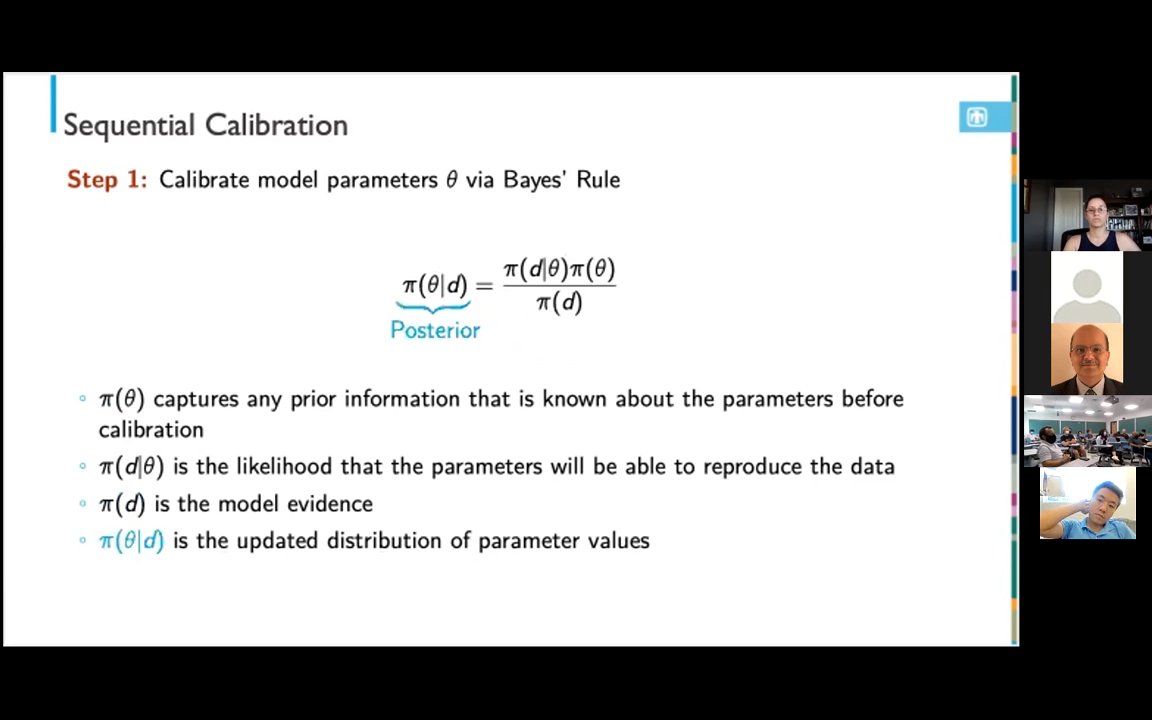 Sequential Calibration
Step 1: Calibrate model parameters θ via Bayes' Rule
π(θ|d) = π(d|θ)π(θ) / π(d)
Posterior
◦ π(θ) captures any prior information that is known about the parameters before
calibration
◦ π(d|θ) is the likelihood that the parameters will be able to reproduce the data
◦ π(d) is the model evidence
◦ π(θ|d) is the updated distribution of parameter values